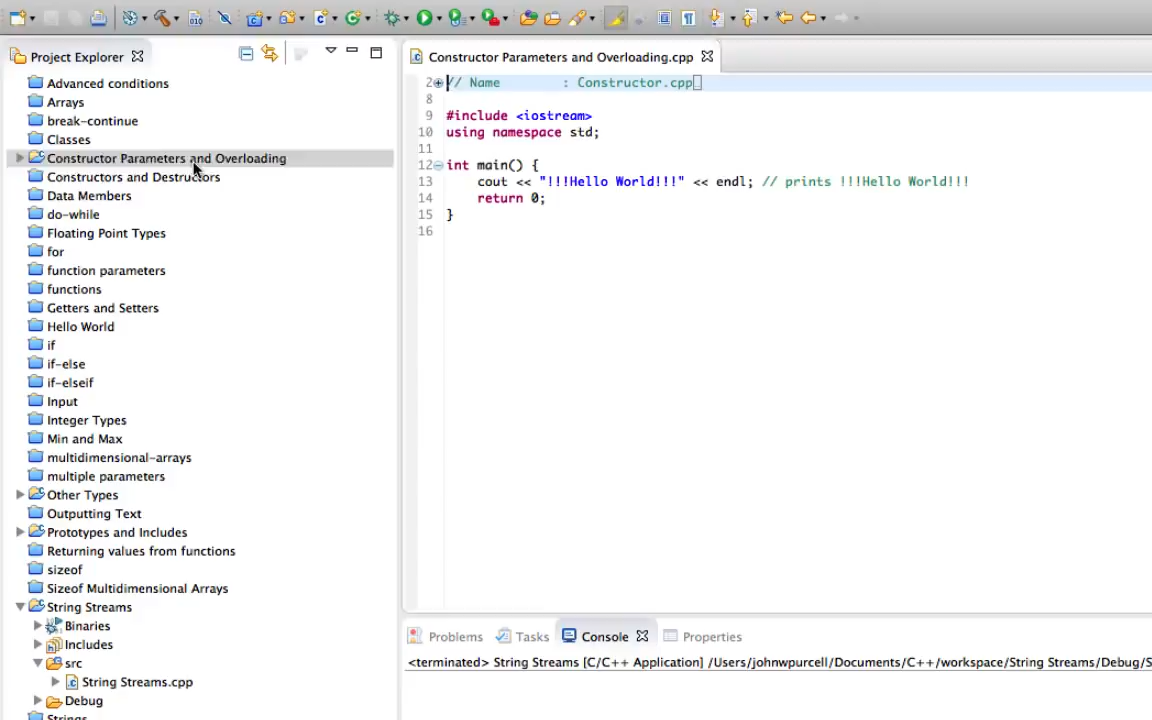 Project Explorer
Advanced conditions
Arrays
break-continue
Classes
Constructor Parameters and Overloading
Constructors and Destructors
Data Members
do-while
Floating Point Types
for
function parameters
functions
Getters and Setters
Hello World
if
if-else
if-elseif
Input
Integer Types
Min and Max
multidimensional-arrays
multiple parameters
Other Types
Outputting Text
Prototypes and Includes
Returning values from functions
sizeof
Sizeof Multidimensional Arrays
String Streams
Binaries
Includes
src
String Streams.cpp
Debug
Strings
Constructor Parameters and Overloading.cpp
2 // Name : Constructor.cpp
8
9 #include <iostream>
10 using namespace std;
11
12 int main() {
13 cout << "!!!Hello World!!!" << endl; // prints !!!Hello World!!!
14 return 0;
15 }
16
Problems Tasks Console Properties
<terminated> String Streams [C/C++ Application] /Users/johnwpurcell/Documents/C++/workspace/String Streams/Debug/S